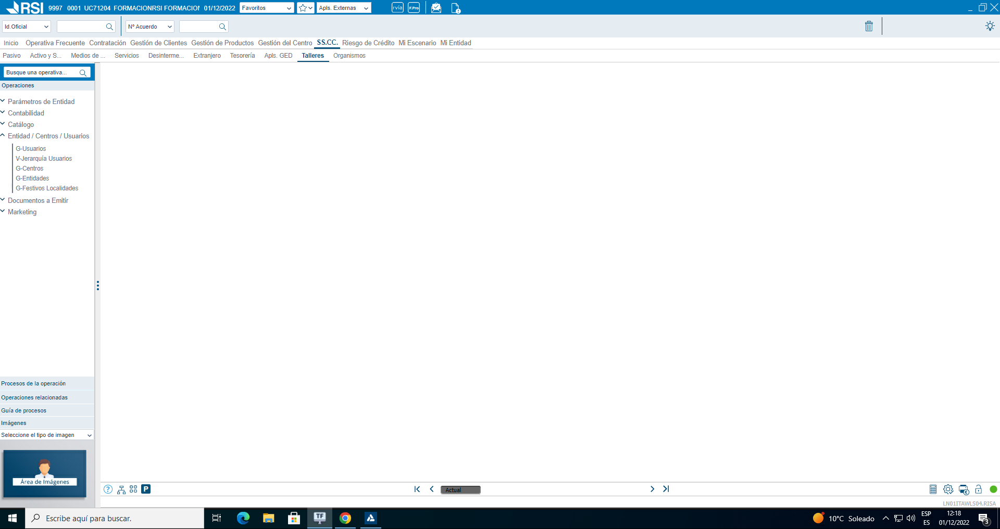 RSI 9997 0001 UC71204 FORMACIONRSI FORMACION 01/12/2022 Favoritos Apls. Externas rvía F.Pro
Id.Oficial Nº Acuerdo
Inicio Operativa Frecuente Contratación Gestión de Clientes Gestión de Productos Gestión del Centro SS.CC. Riesgo de Crédito Mi Escenario Mi Entidad
Pasivo Activo y S... Medios de ... Servicios Desinterme... Extranjero Tesorería Apls. GED Talleres Organismos
Busque una operativa...
Operaciones
Parámetros de Entidad
Contabilidad
Catálogo
Entidad / Centros / Usuarios
G-Usuarios
V-Jerarquía Usuarios
G-Centros
G-Entidades
G-Festivos Localidades
Documentos a Emitir
Marketing
Procesos de la operación
Operaciones relacionadas
Guía de procesos
Imágenes
Seleccione el tipo de imagen
Área de Imágenes
? P Actual
LN01ITAWLS04.RISA
Escribe aquí para buscar. TF 10°C Soleado ESP 12:18
ES 01/12/2022 3